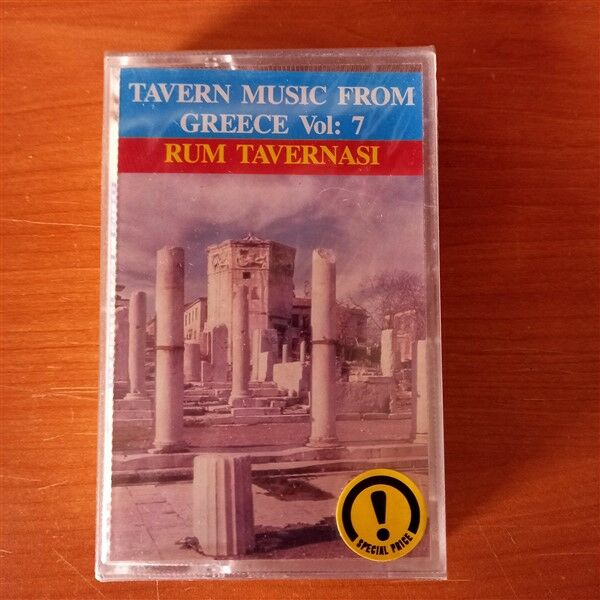 TAVERN MUSIC FROM
GREECE Vol: 7
RUM TAVERNASI
!
SPECIAL PRICE